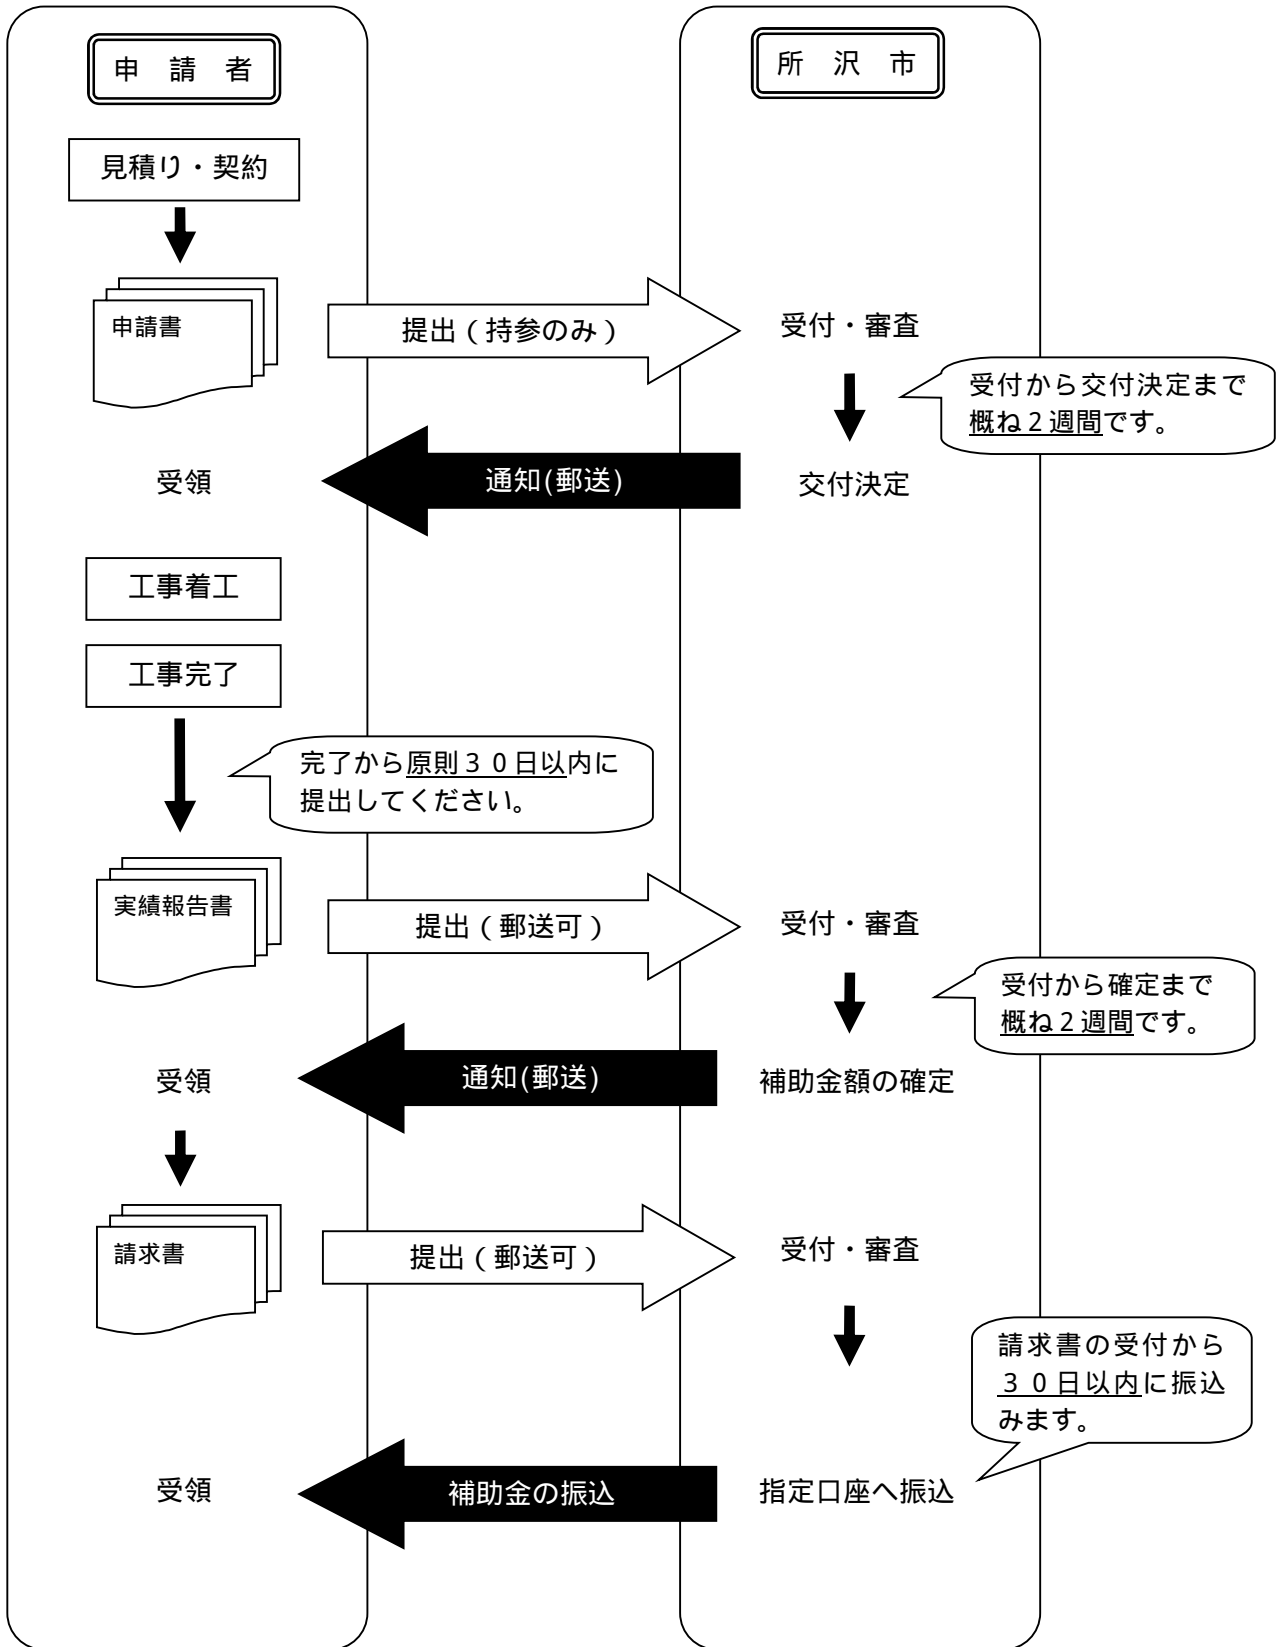 申　請　者
所　沢　市
見積り・契約
申請書
提出（持参のみ）
受付・審査
受付から交付決定まで
概ね２週間です。
受領
通知(郵送)
交付決定
工事着工
工事完了
完了から原則３０日以内に
提出してください。
実績報告書
提出（郵送可）
受付・審査
受付から確定まで
概ね２週間です。
受領
通知(郵送)
補助金額の確定
請求書
提出（郵送可）
受付・審査
請求書の受付から
３０日以内に振込
みます。
受領
補助金の振込
指定口座へ振込